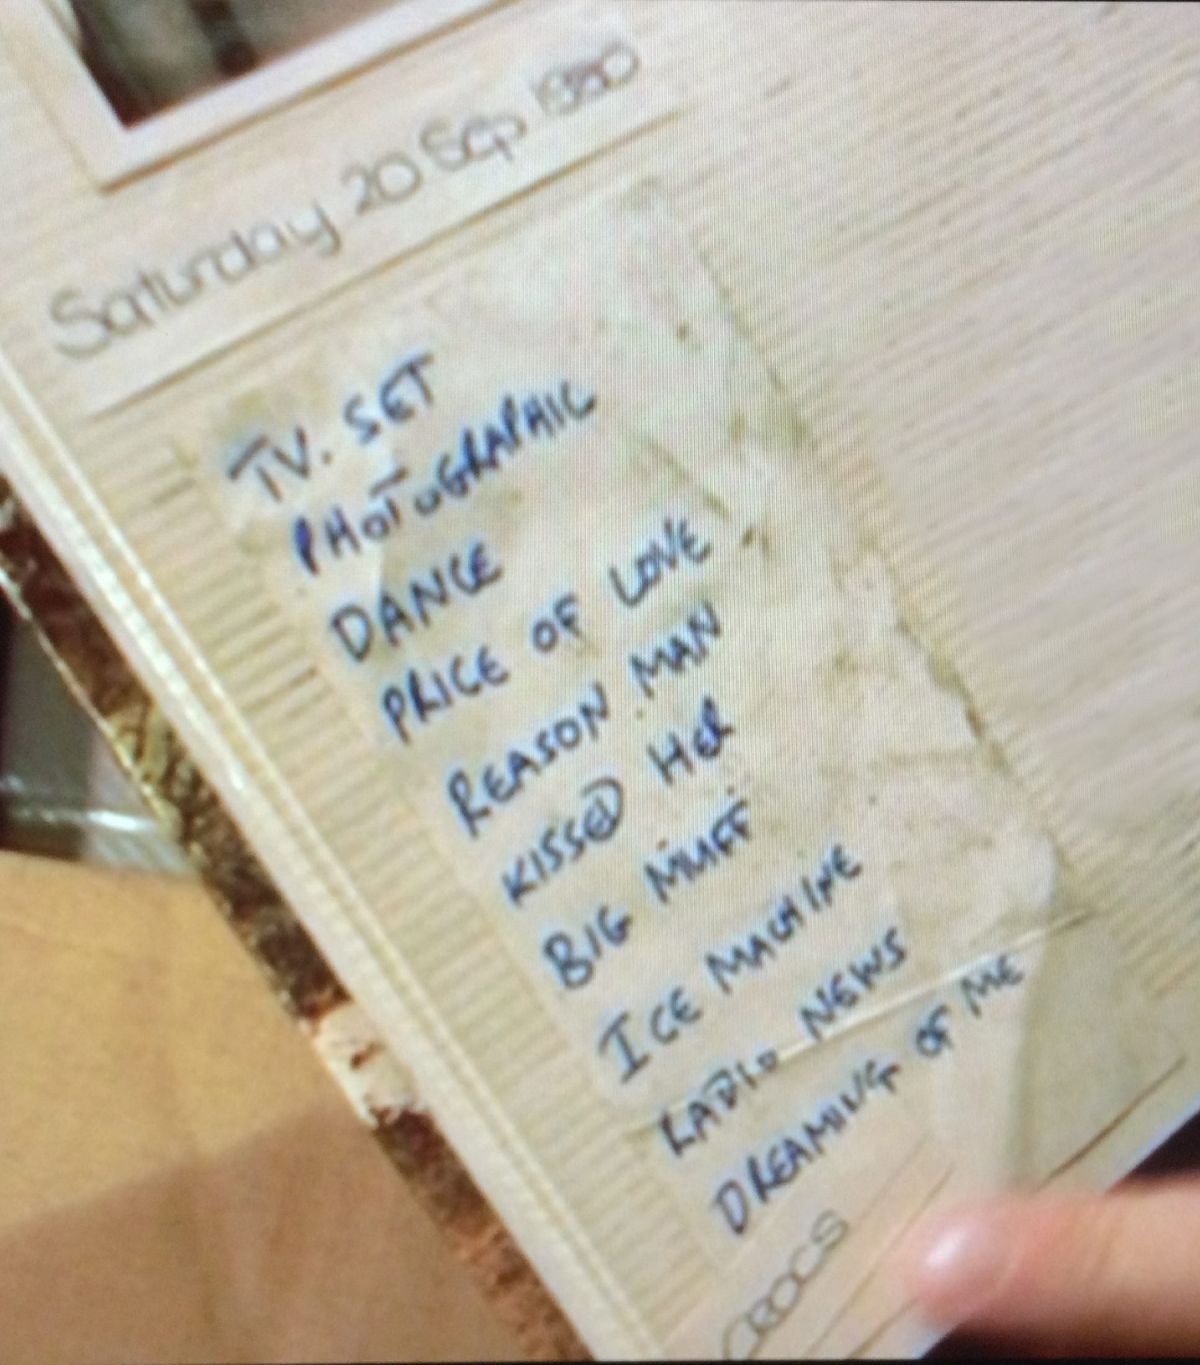 Saturday 20 Sep 1980
TV. SET
PHOTOGRAPHIC
DANCE
PRICE OF LOVE
REASON MAN
KISSED HER
BIG MUFF
ICE MACHINE
RADIO NEWS
DREAMING OF ME
CROCS